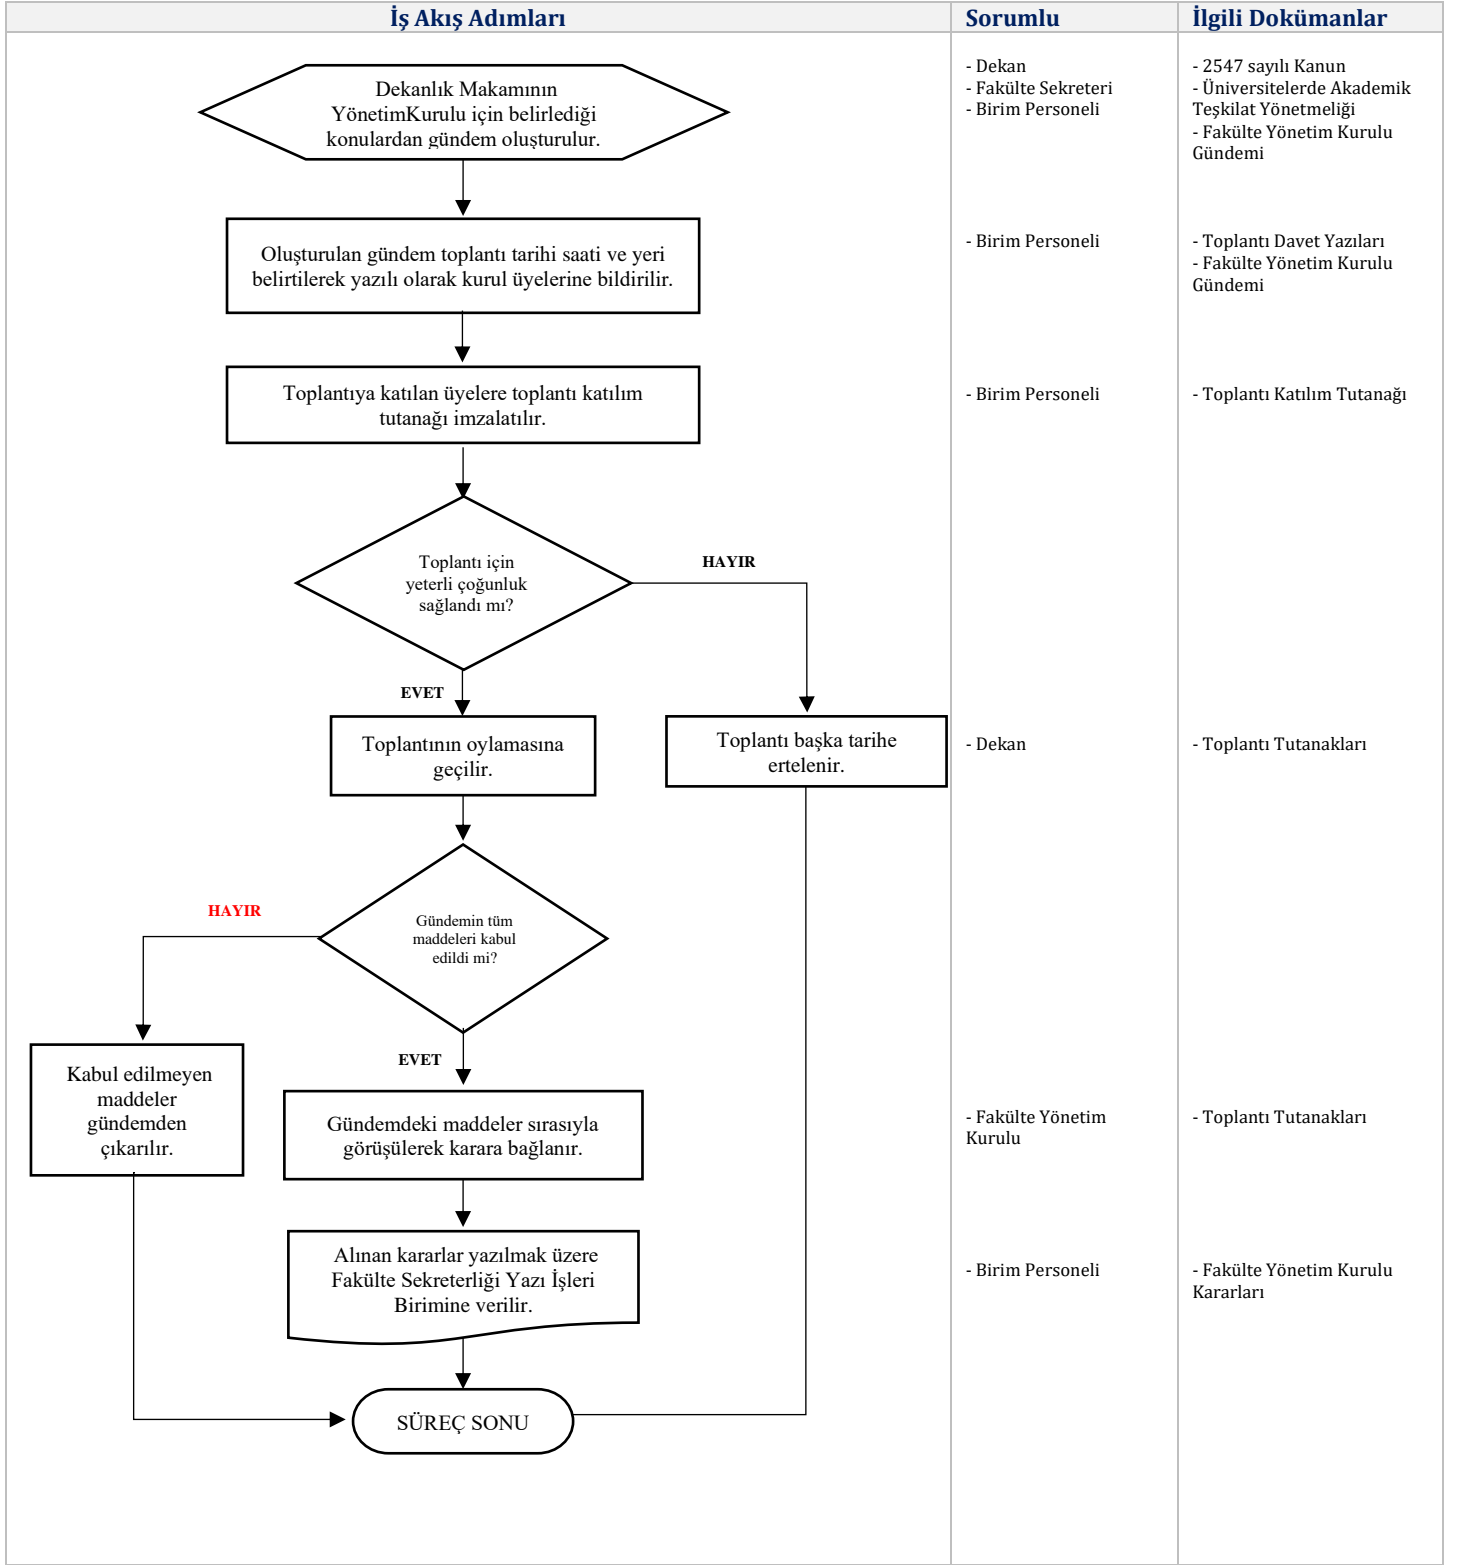 İş Akış Adımları
Sorumlu
İlgili Dokümanlar
Dekanlık Makamının
YönetimKurulu için belirlediği
konulardan gündem oluşturulur.
- Dekan
- Fakülte Sekreteri
- Birim Personeli
- 2547 sayılı Kanun
- Üniversitelerde Akademik
Teşkilat Yönetmeliği
- Fakülte Yönetim Kurulu
Gündemi
Oluşturulan gündem toplantı tarihi saati ve yeri
belirtilerek yazılı olarak kurul üyelerine bildirilir.
- Birim Personeli
- Toplantı Davet Yazıları
- Fakülte Yönetim Kurulu
Gündemi
Toplantıya katılan üyelere toplantı katılım
tutanağı imzalatılır.
- Birim Personeli
- Toplantı Katılım Tutanağı
Toplantı için
yeterli çoğunluk
sağlandı mı?
HAYIR
EVET
Toplantının oylamasına
geçilir.
Toplantı başka tarihe
ertelenir.
- Dekan
- Toplantı Tutanakları
Gündemin tüm
maddeleri kabul
edildi mi?
HAYIR
EVET
Kabul edilmeyen
maddeler
gündemden
çıkarılır.
Gündemdeki maddeler sırasıyla
görüşülerek karara bağlanır.
- Fakülte Yönetim
Kurulu
- Toplantı Tutanakları
Alınan kararlar yazılmak üzere
Fakülte Sekreterliği Yazı İşleri
Birimine verilir.
- Birim Personeli
- Fakülte Yönetim Kurulu
Kararları
SÜREÇ SONU